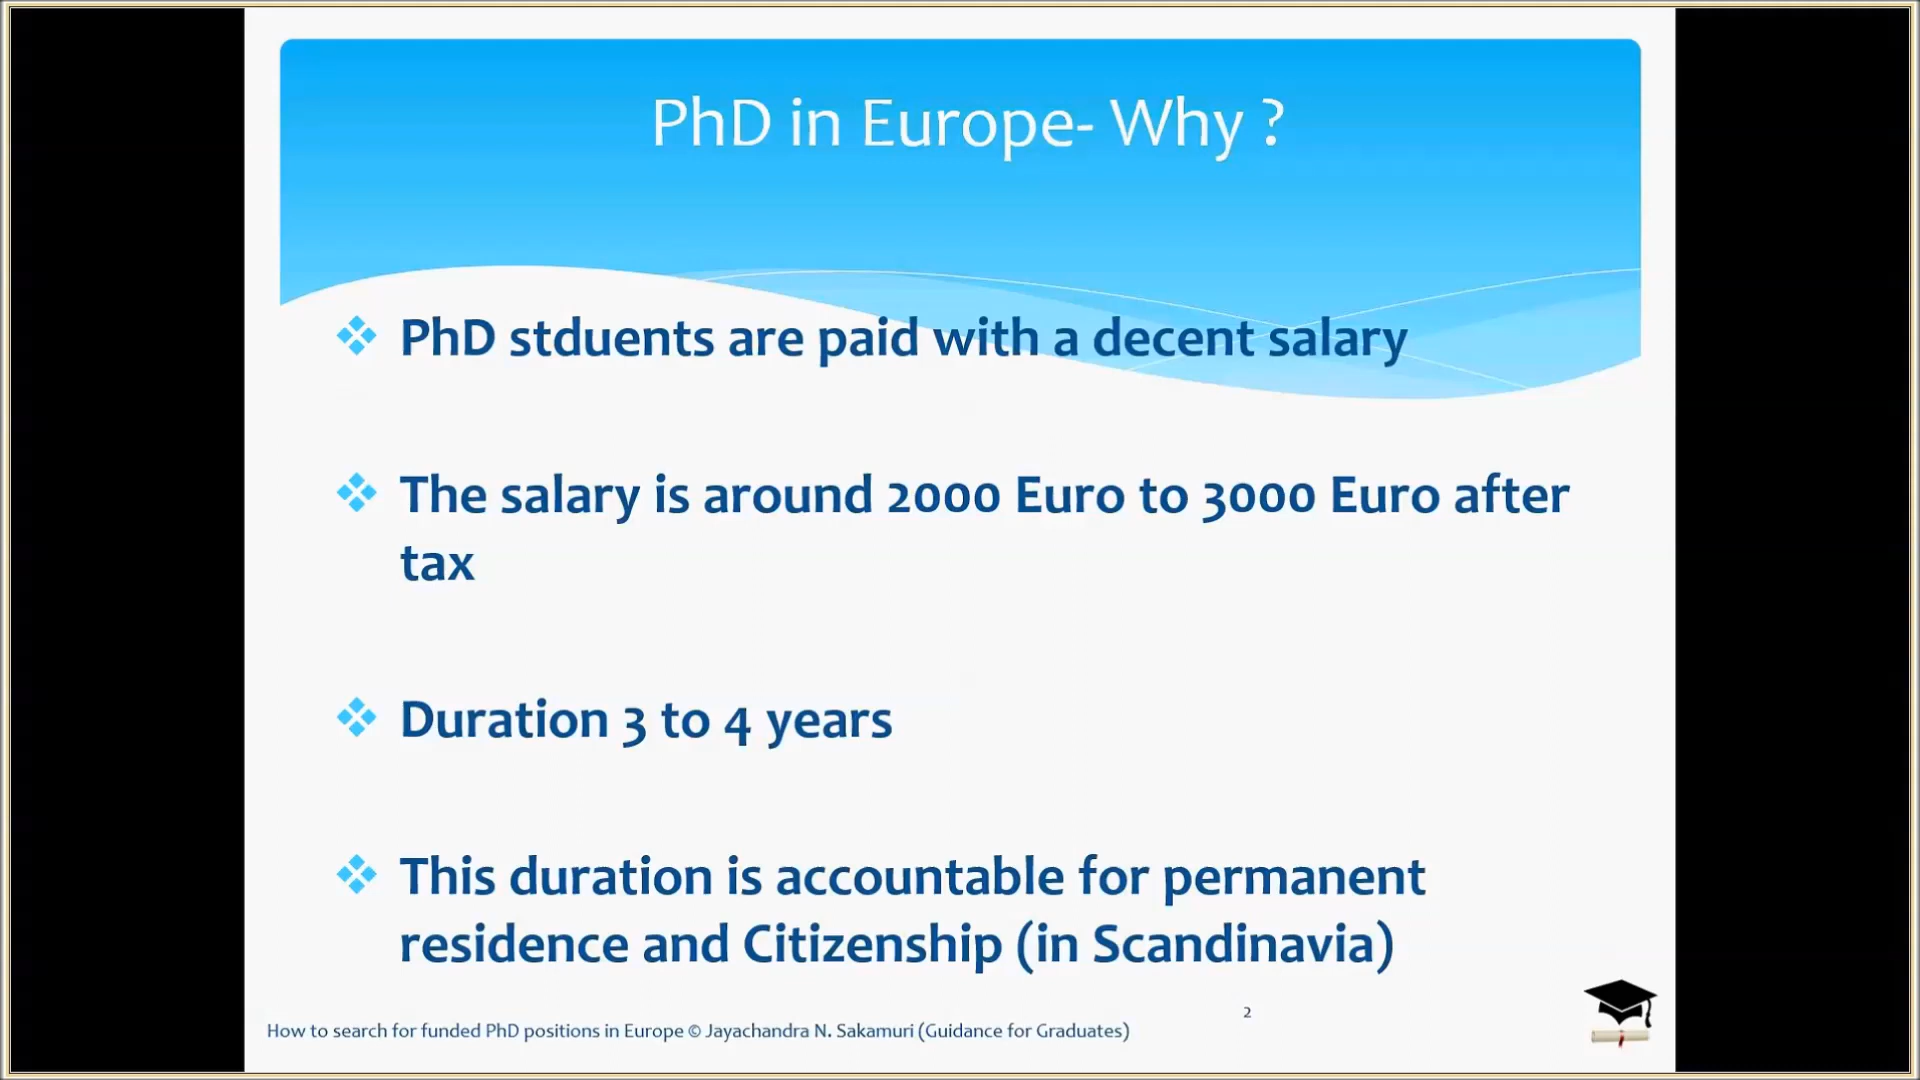 PhD in Europe- Why ?
PhD stduents are paid with a decent salary
The salary is around 2000 Euro to 3000 Euro after
tax
Duration 3 to 4 years
This duration is accountable for permanent
residence and Citizenship (in Scandinavia)
2
How to search for funded PhD positions in Europe © Jayachandra N. Sakamuri (Guidance for Graduates)